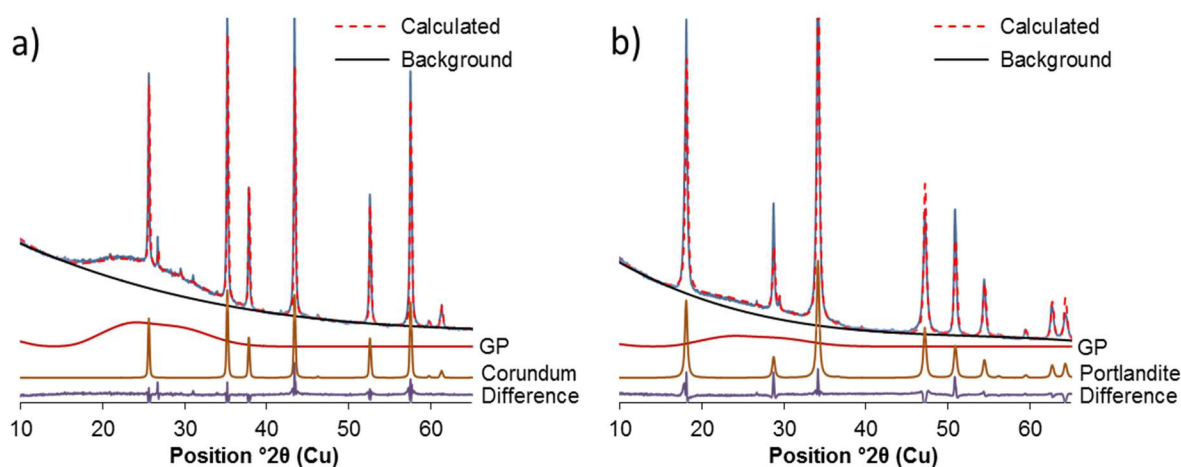 a)
Calculated
Background
GP
Corundum
Difference
10 20 30 40 50 60
Position °2θ (Cu)
b)
Calculated
Background
GP
Portlandite
Difference
10 20 30 40 50 60
Position °2θ (Cu)